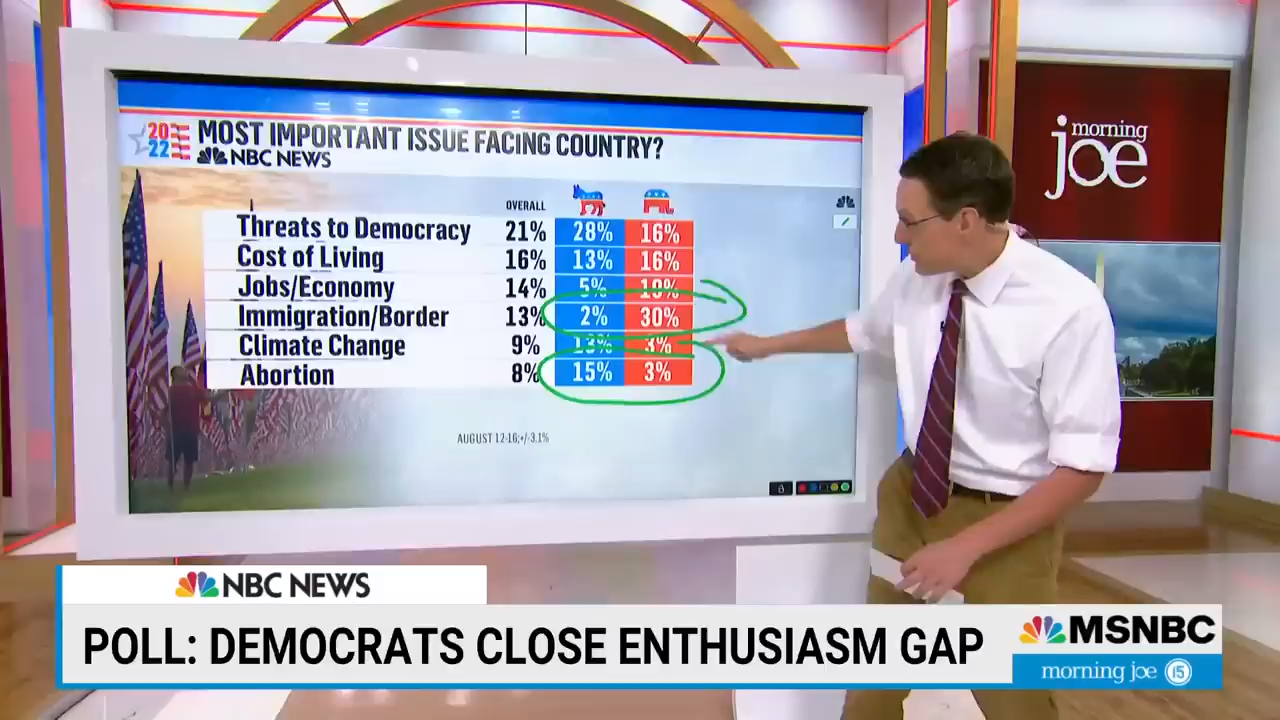 2022
MOST IMPORTANT ISSUE FACING COUNTRY?
NBC NEWS
OVERALL
Threats to Democracy 21% 28% 16%
Cost of Living 16% 13% 16%
Jobs/Economy 14% 5%
Immigration/Border 13% 2% 30%
Climate Change 9% 3%
Abortion 8% 15% 3%
AUGUST 12-16;+/-3.1%
morning
joe
NBC NEWS
POLL: DEMOCRATS CLOSE ENTHUSIASM GAP
MSNBC
morning joe 15